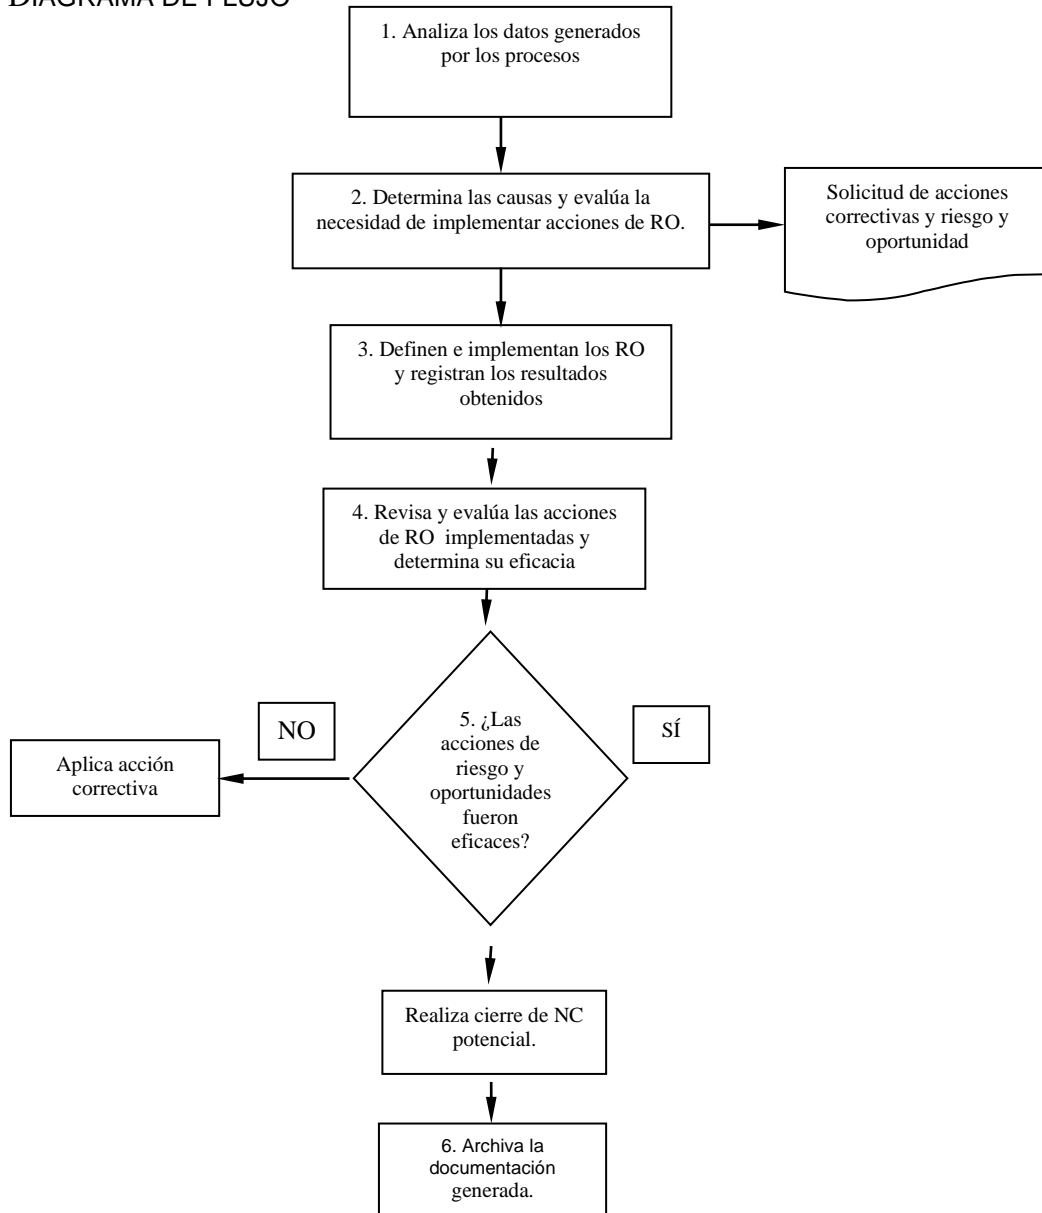 DIAGRAMA DE FLUJO
1. Analiza los datos generados
por los procesos
2. Determina las causas y evalúa la
necesidad de implementar acciones de RO.
Solicitud de acciones
correctivas y riesgo y
oportunidad
3. Definen e implementan los RO
y registran los resultados
obtenidos
4. Revisa y evalúa las acciones
de RO implementadas y
determina su eficacia
NO
5. ¿Las
acciones de
riesgo y
oportunidades
fueron
eficaces?
SÍ
Aplica acción
correctiva
Realiza cierre de NC
potencial.
6. Archiva la
documentación
generada.